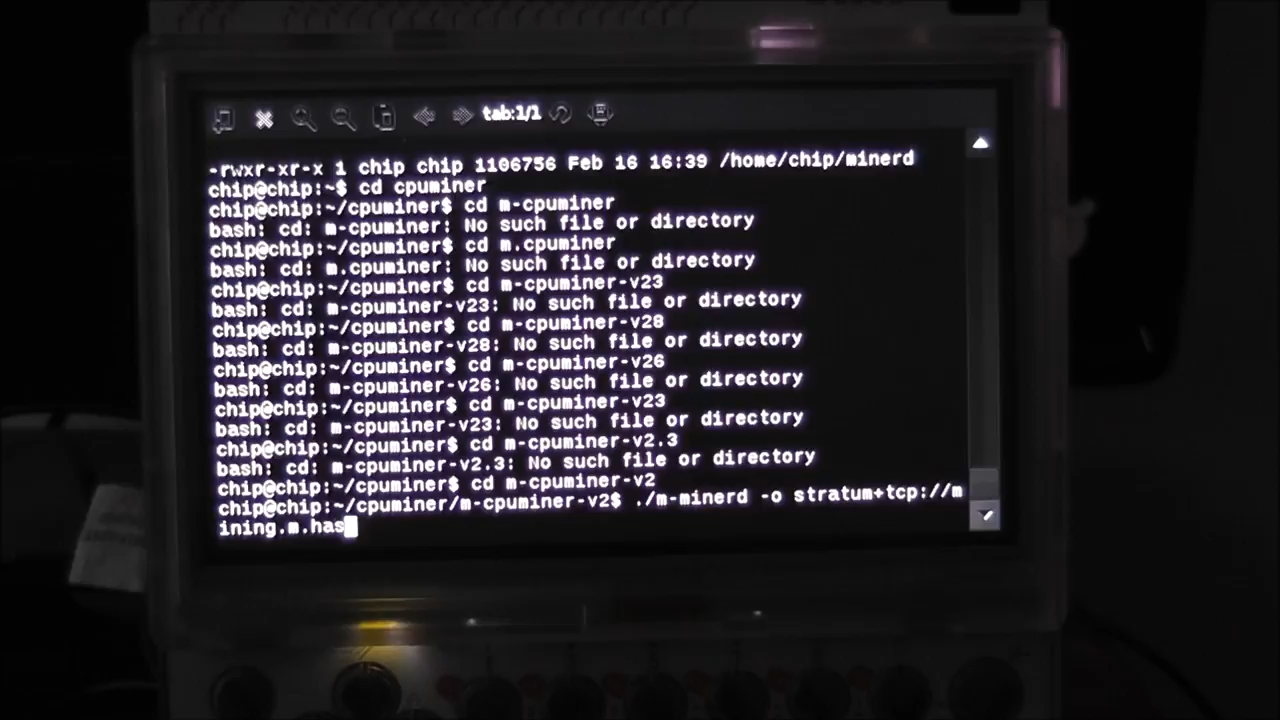 tab:1/1
-rwxr-xr-x 1 chip chip 1106756 Feb 16 16:39 /home/chip/minerd
chip@chip:~$ cd cpuminer
chip@chip:~/cpuminer$ cd m-cpuminer
bash: cd: m-cpuminer: No such file or directory
chip@chip:~/cpuminer$ cd m.cpuminer
bash: cd: m.cpuminer: No such file or directory
chip@chip:~/cpuminer$ cd m-cpuminer-v23
bash: cd: m-cpuminer-v23: No such file or directory
chip@chip:~/cpuminer$ cd m-cpuminer-v28
bash: cd: m-cpuminer-v28: No such file or directory
chip@chip:~/cpuminer$ cd m-cpuminer-v26
bash: cd: m-cpuminer-v26: No such file or directory
chip@chip:~/cpuminer$ cd m-cpuminer-v23
bash: cd: m-cpuminer-v23: No such file or directory
chip@chip:~/cpuminer$ cd m-cpuminer-v2.3
bash: cd: m-cpuminer-v2.3: No such file or directory
chip@chip:~/cpuminer$ cd m-cpuminer-v2
chip@chip:~/cpuminer/m-cpuminer-v2$ ./m-minerd -o stratum+tcp://m
ining.m.has